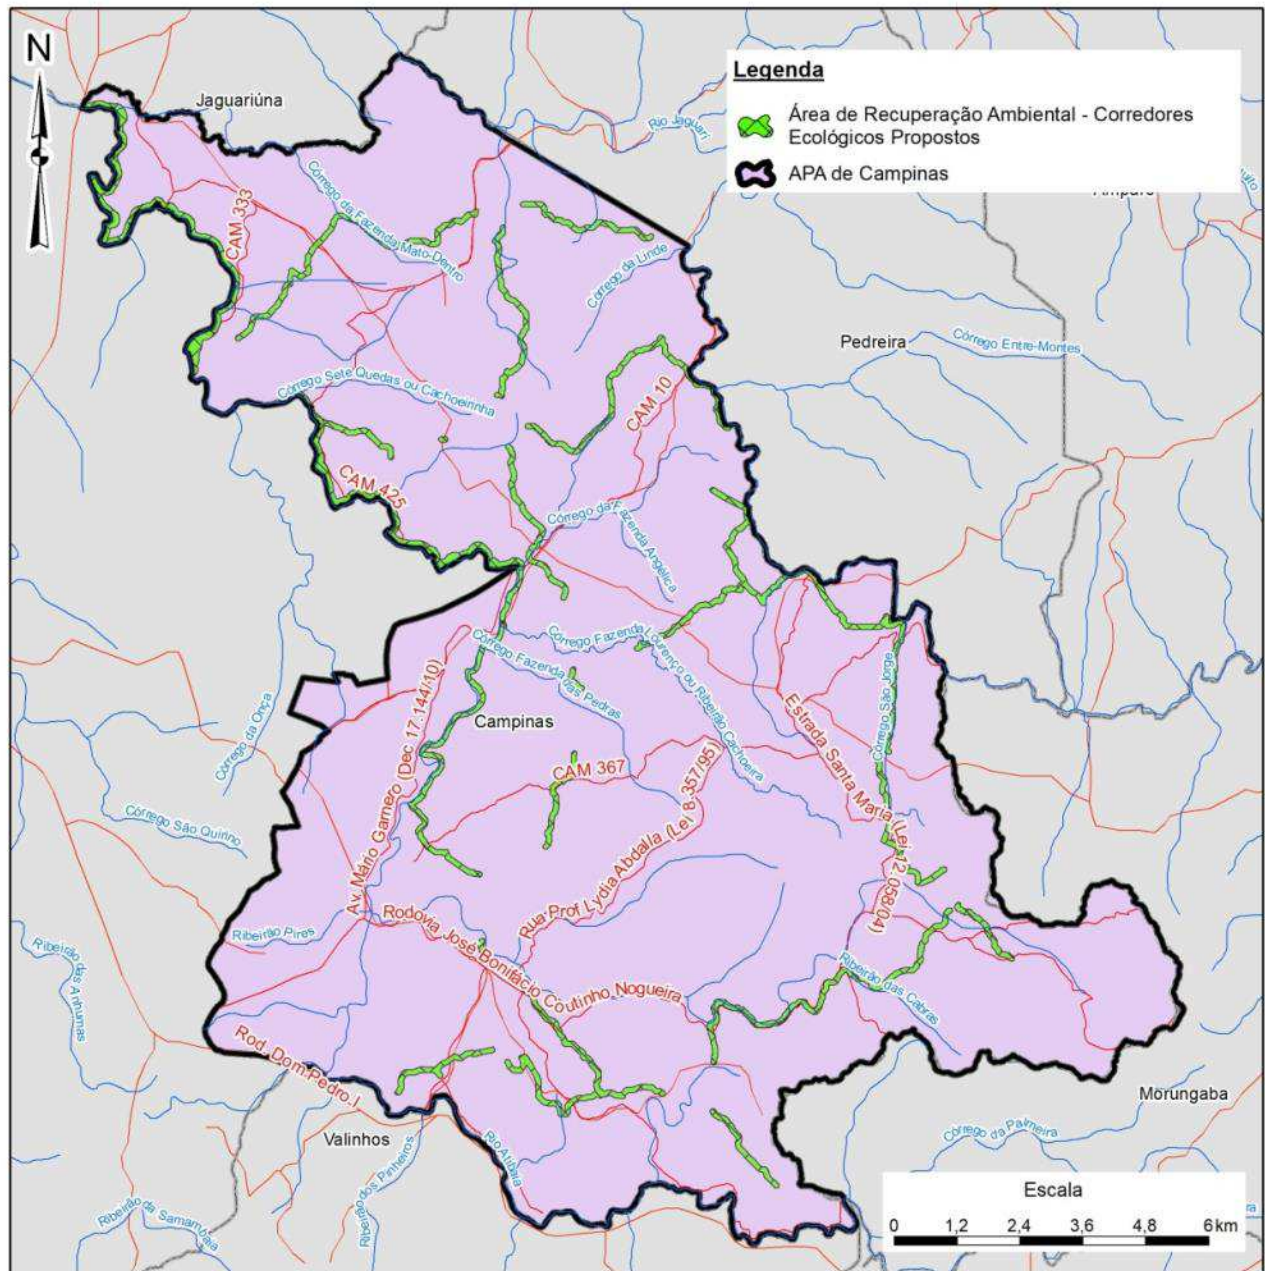 N
Jaguariúna
Rio Jaguari
Legenda
Área de Recuperação Ambiental - Corredores
Ecológicos Propostos
APA de Campinas
CAM 333
Córrego da Fazenda Mato-Dentro
Córrego da Linde
Pedreira
Córrego Entre-Montes
Córrego Sete Quedas ou Cachoeirinha
CAM 10
CAM 425
Córrego da Fazenda Angélica
Córrego Fazenda Lourenço ou Ribeirão Cachoeira
Córrego Fazenda das Pedras
Córrego São Jorge
Córrego da Onça
Campinas
Av. Mário Garnero (Dec 17.144/10)
Estrada Santa Maria (Lei 12.058/04)
CAM 367
Rua Prof Lydia Abdalla (Lei 8.357/95)
Córrego São Quirino
Rodovia José Bonifácio Coutinho Nogueira
Ribeirão Pires
Ribeirão das Anhumas
Ribeirão das Cabras
Rod. Dom.Pedro.I
Valinhos
Rio Atibaia
Ribeirão dos Pinheiros
Morungaba
Córrego da Palmeira
Ribeirão da Samambaia
Escala
0 1,2 2,4 3,6 4,8 6 km